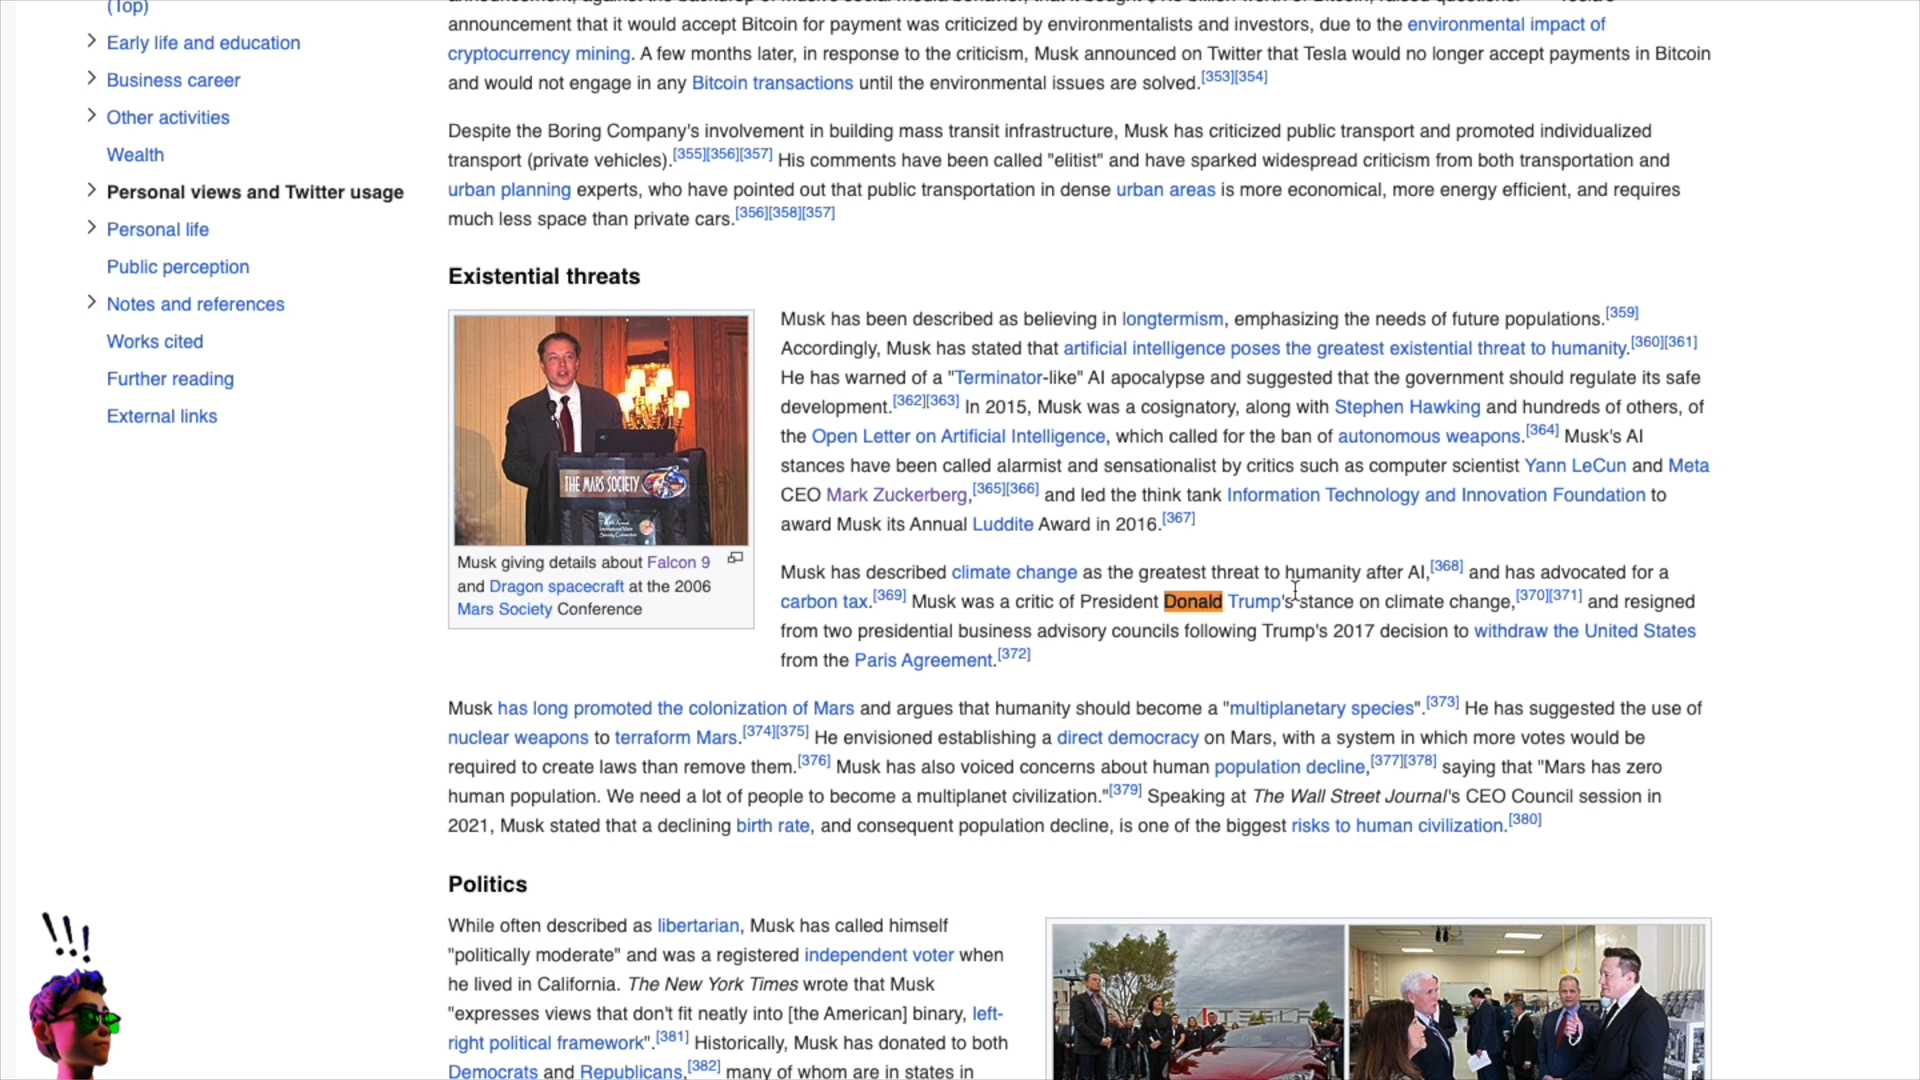 (Top)
Early life and education
Business career
Other activities
Wealth
Personal views and Twitter usage
Personal life
Public perception
Notes and references
Works cited
Further reading
External links
announcement that it would accept Bitcoin for payment was criticized by environmentalists and investors, due to the environmental impact of
cryptocurrency mining. A few months later, in response to the criticism, Musk announced on Twitter that Tesla would no longer accept payments in Bitcoin
and would not engage in any Bitcoin transactions until the environmental issues are solved.[353][354]
Despite the Boring Company's involvement in building mass transit infrastructure, Musk has criticized public transport and promoted individualized
transport (private vehicles).[355][356][357] His comments have been called "elitist" and have sparked widespread criticism from both transportation and
urban planning experts, who have pointed out that public transportation in dense urban areas is more economical, more energy efficient, and requires
much less space than private cars.[356][358][357]
Existential threats
THE MARS SOCIETY
Musk giving details about Falcon 9
and Dragon spacecraft at the 2006
Mars Society Conference
Musk has been described as believing in longtermism, emphasizing the needs of future populations.[359]
Accordingly, Musk has stated that artificial intelligence poses the greatest existential threat to humanity.[360][361]
He has warned of a "Terminator-like" AI apocalypse and suggested that the government should regulate its safe
development.[362][363] In 2015, Musk was a cosignatory, along with Stephen Hawking and hundreds of others, of
the Open Letter on Artificial Intelligence, which called for the ban of autonomous weapons.[364] Musk's AI
stances have been called alarmist and sensationalist by critics such as computer scientist Yann LeCun and Meta
CEO Mark Zuckerberg,[365][366] and led the think tank Information Technology and Innovation Foundation to
award Musk its Annual Luddite Award in 2016.[367]
Musk has described climate change as the greatest threat to humanity after AI,[368] and has advocated for a
carbon tax.[369] Musk was a critic of President Donald Trump's stance on climate change,[370][371] and resigned
from two presidential business advisory councils following Trump's 2017 decision to withdraw the United States
from the Paris Agreement.[372]
Musk has long promoted the colonization of Mars and argues that humanity should become a "multiplanetary species".[373] He has suggested the use of
nuclear weapons to terraform Mars.[374][375] He envisioned establishing a direct democracy on Mars, with a system in which more votes would be
required to create laws than remove them.[376] Musk has also voiced concerns about human population decline,[377][378] saying that "Mars has zero
human population. We need a lot of people to become a multiplanet civilization."[379] Speaking at The Wall Street Journal's CEO Council session in
2021, Musk stated that a declining birth rate, and consequent population decline, is one of the biggest risks to human civilization.[380]
Politics
While often described as libertarian, Musk has called himself
"politically moderate" and was a registered independent voter when
he lived in California. The New York Times wrote that Musk
"expresses views that don't fit neatly into [the American] binary, left-
right political framework".[381] Historically, Musk has donated to both
Democrats and Republicans,[382] many of whom are in states in
!!!